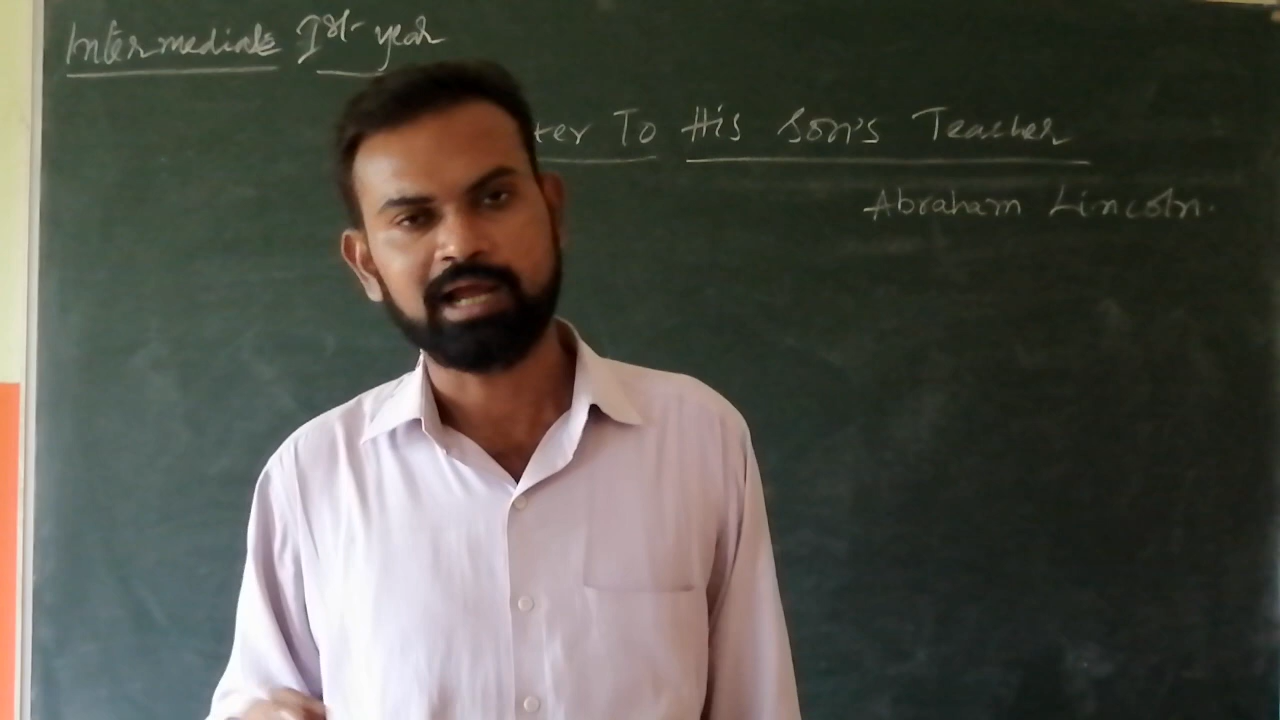 Intermediate Ist year
ter To His Son's Teacher
Abraham Lincoln.